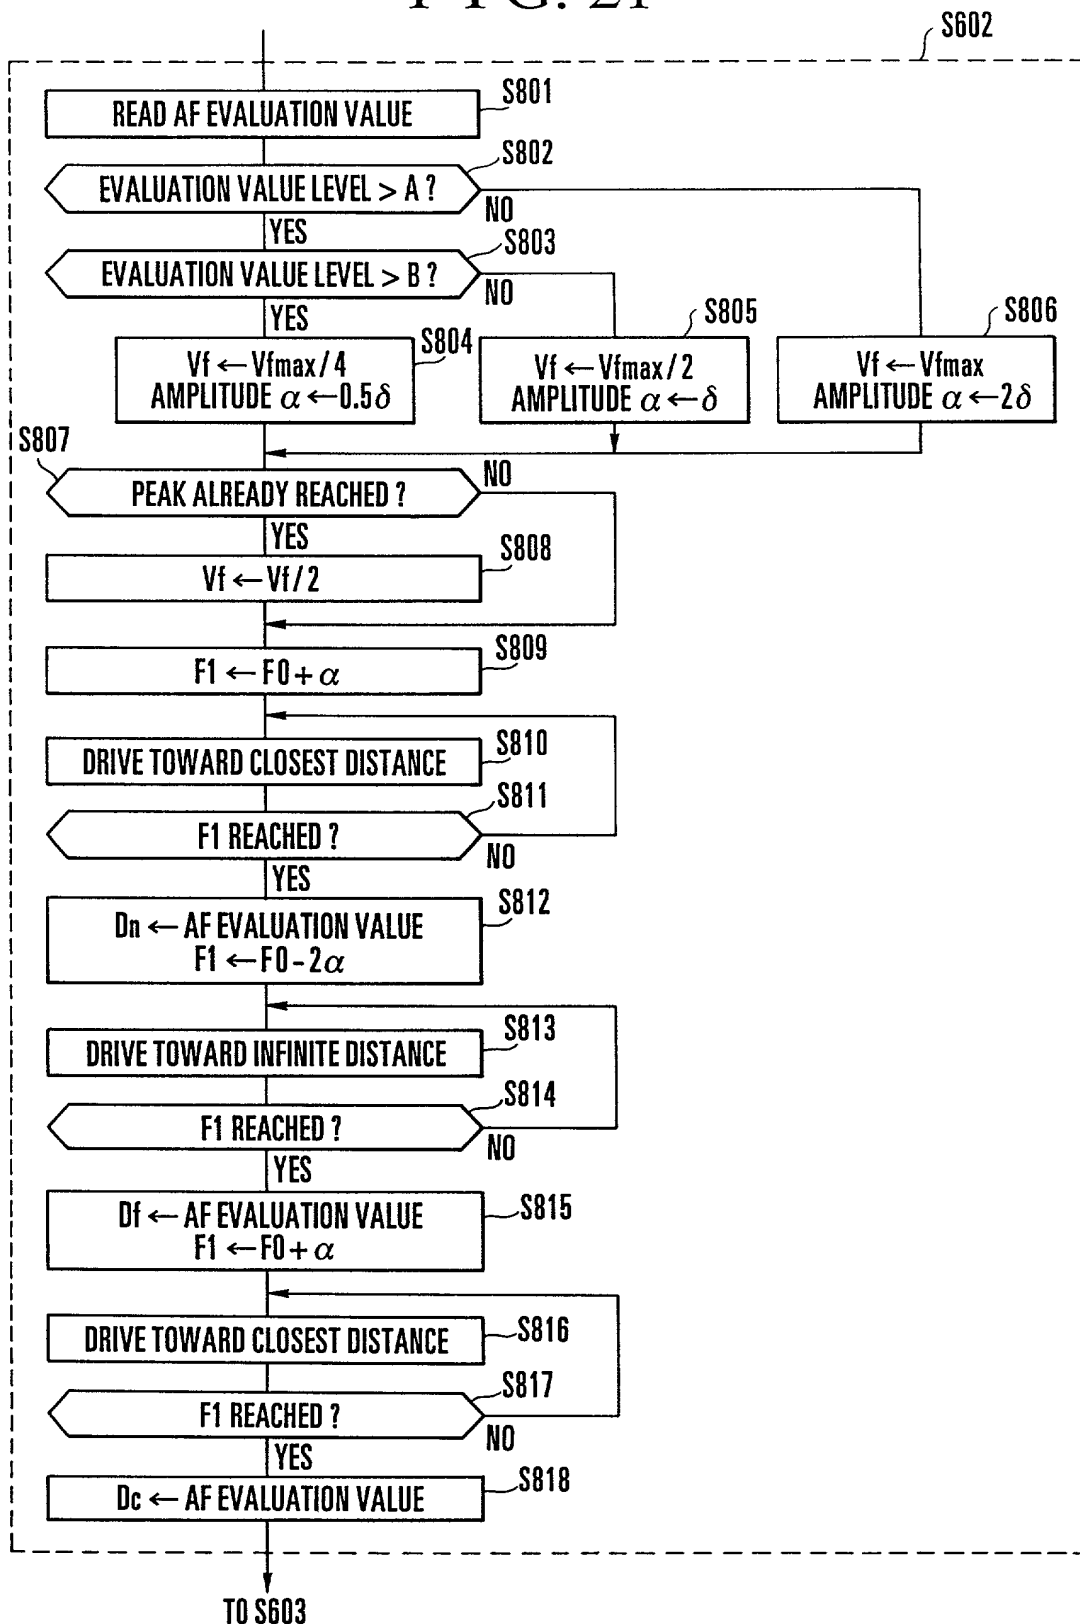 FIG. 21
S602
S801
READ AF EVALUATION VALUE
S802
EVALUATION VALUE LEVEL > A ?
NO
YES
S803
EVALUATION VALUE LEVEL > B ?
NO
YES
S804
Vf ← Vfmax / 4
AMPLITUDE α ← 0.5δ
S805
Vf ← Vfmax / 2
AMPLITUDE α ← δ
S806
Vf ← Vfmax
AMPLITUDE α ← 2δ
S807
PEAK ALREADY REACHED ?
NO
YES
S808
Vf ← Vf / 2
S809
F1 ← F0 + α
S810
DRIVE TOWARD CLOSEST DISTANCE
S811
F1 REACHED ?
NO
YES
S812
Dn ← AF EVALUATION VALUE
F1 ← F0 - 2α
S813
DRIVE TOWARD INFINITE DISTANCE
S814
F1 REACHED ?
NO
YES
S815
Df ← AF EVALUATION VALUE
F1 ← F0 + α
S816
DRIVE TOWARD CLOSEST DISTANCE
S817
F1 REACHED ?
NO
YES
S818
Dc ← AF EVALUATION VALUE
TO S603